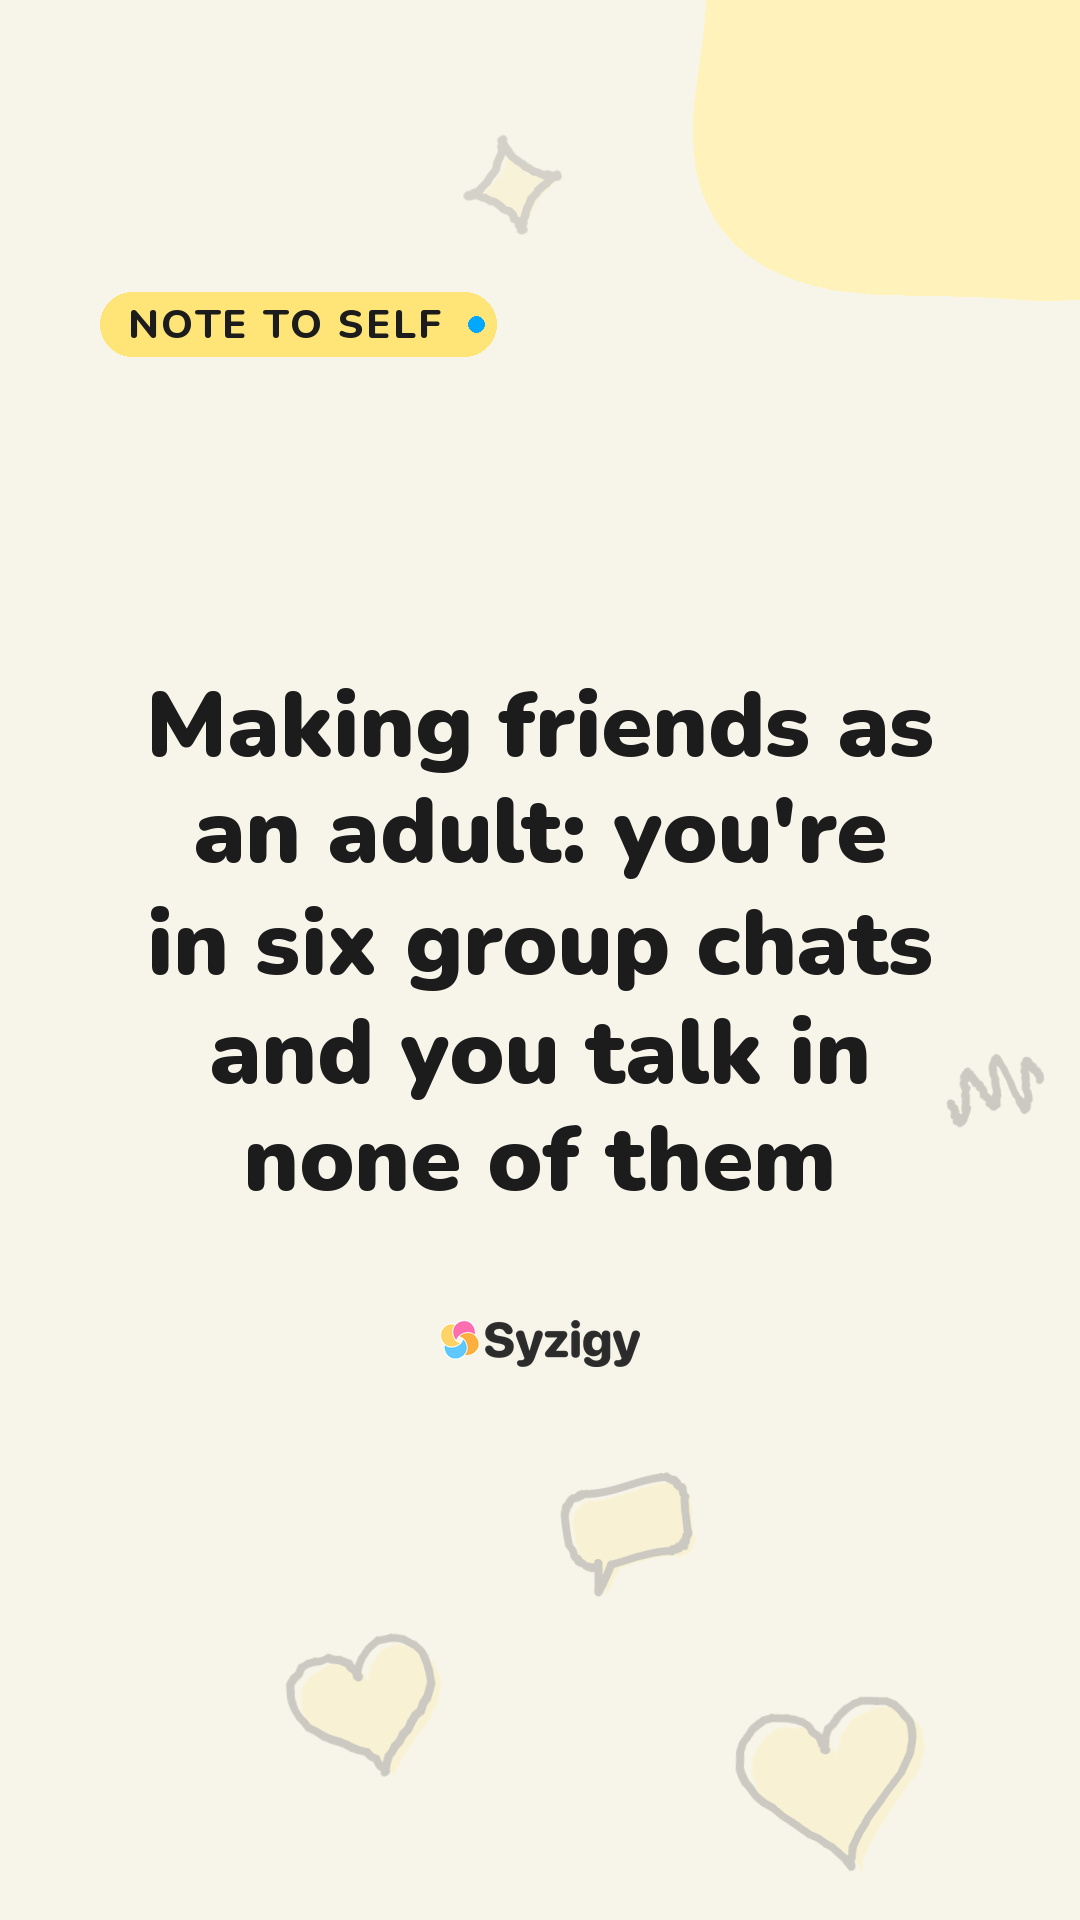 NOTE TO SELF
Making friends as
an adult: you're
in six group chats
and you talk in
none of them
Syzigy